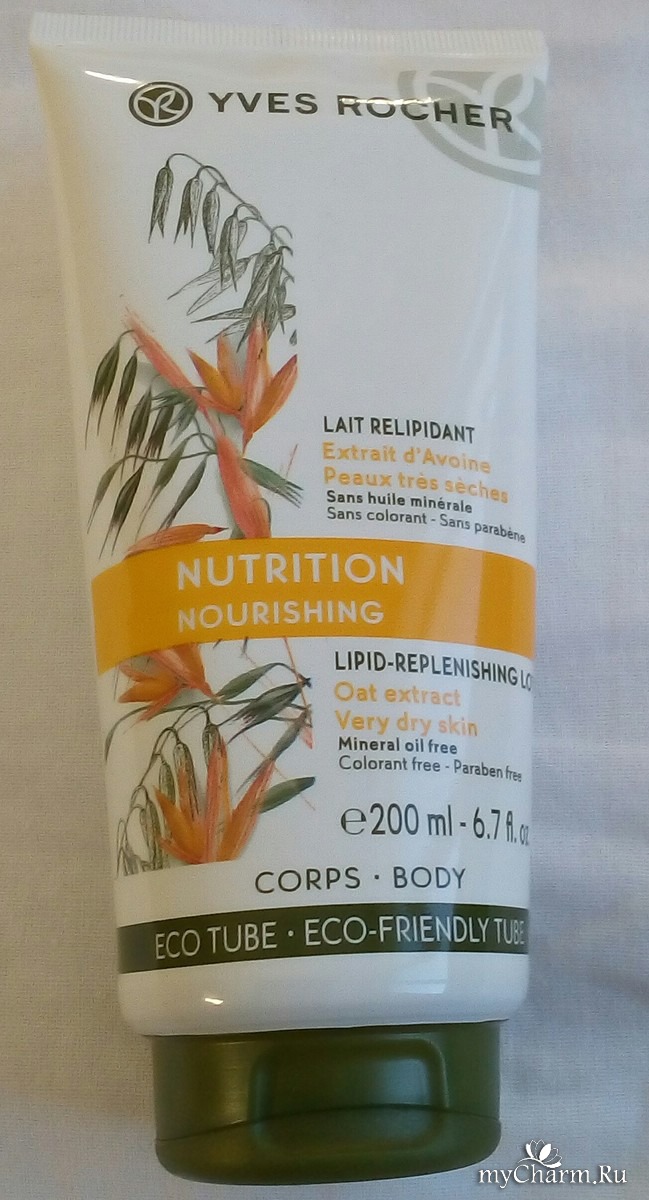 YVES ROCHER
LAIT RELIPIDANT
Extrait d'Avoine
Peaux très sèches
Sans huile minérale
Sans colorant - Sans parabène
NUTRITION
NOURISHING
LIPID-REPLENISHING LO
Oat extract
Very dry skin
Mineral oil free
Colorant free - Paraben free
℮200 ml - 6.7 fl. oz
CORPS · BODY
ECO TUBE · ECO-FRIENDLY TUBE
myCharm.Ru